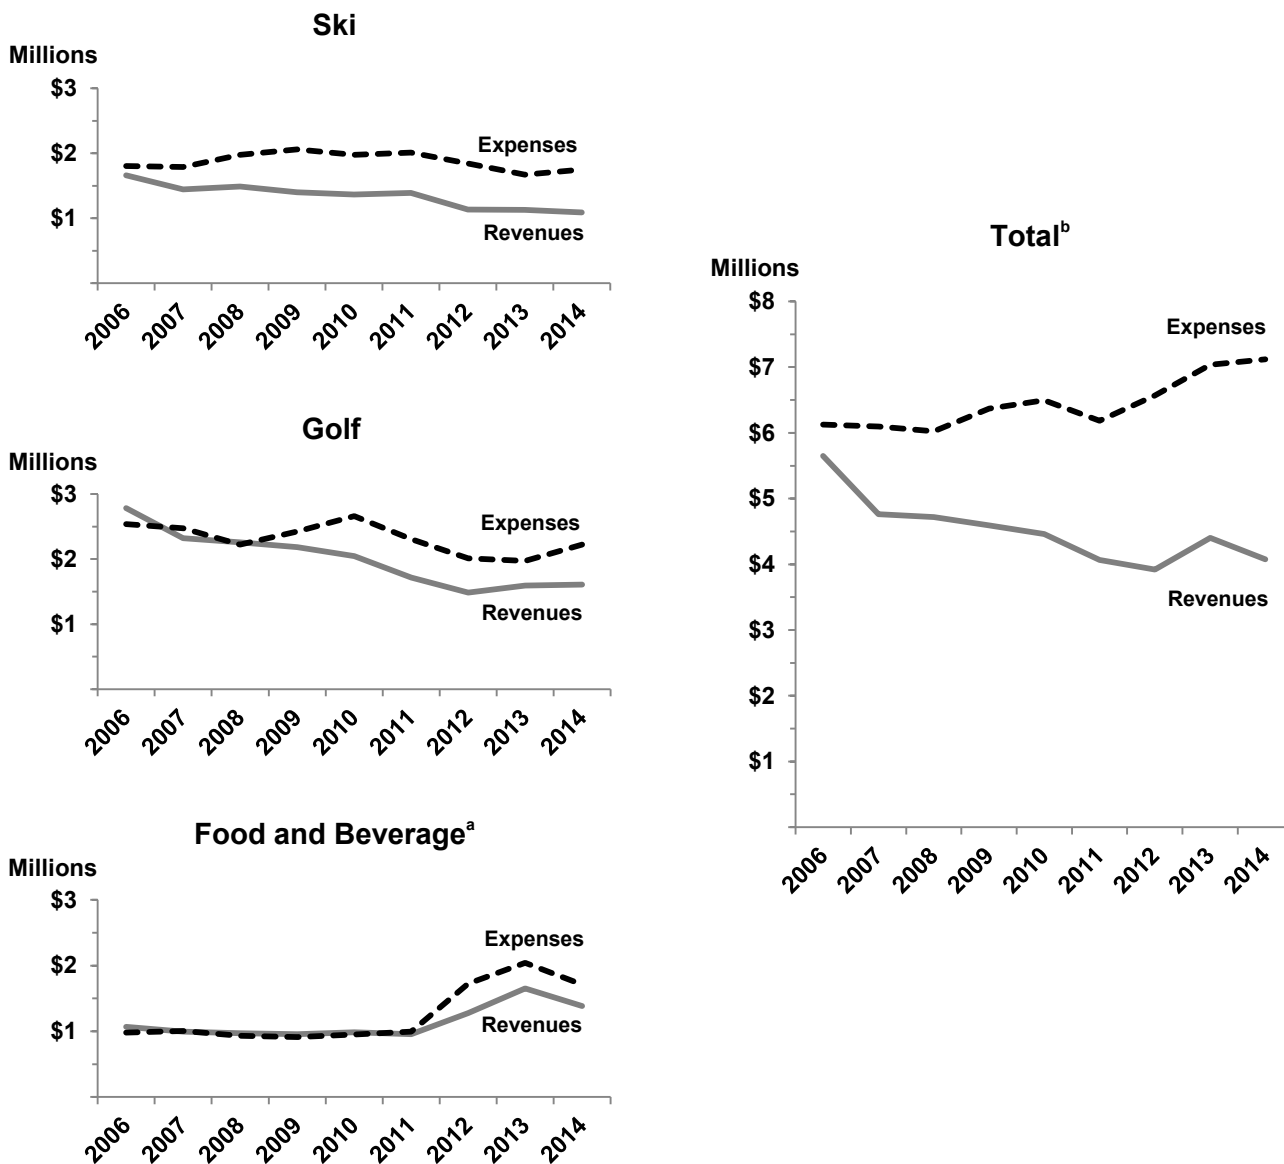 Ski
Millions
$3
$2
$1
Expenses
Revenues
2006 2007 2008 2009 2010 2011 2012 2013 2014
Golf
Millions
$3
$2
$1
Expenses
Revenues
2006 2007 2008 2009 2010 2011 2012 2013 2014
Food and Beverageᵃ
Millions
$3
$2
$1
Expenses
Revenues
2006 2007 2008 2009 2010 2011 2012 2013 2014
Totalᵇ
Millions
$8
$7
$6
$5
$4
$3
$2
$1
Expenses
Revenues
2006 2007 2008 2009 2010 2011 2012 2013 2014